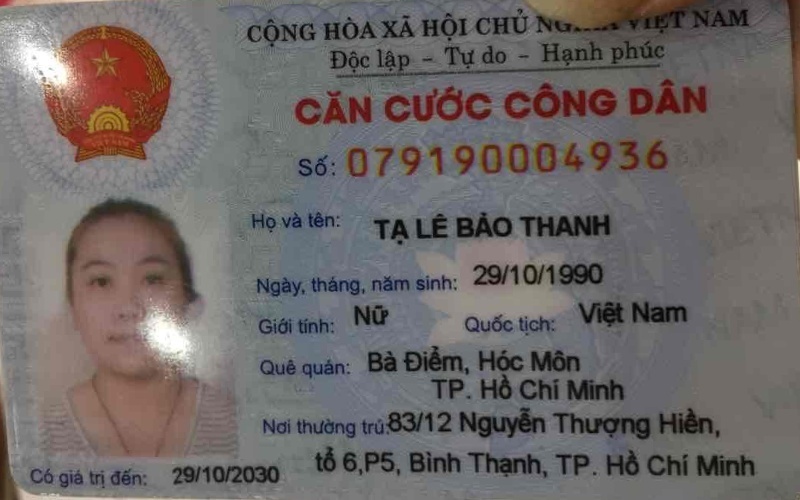 CỘNG HÒA XÃ HỘI CHỦ NGHĨA VIỆT NAM
Độc lập – Tự do – Hạnh phúc
CĂN CƯỚC CÔNG DÂN
Số: 079190004936
Họ và tên: TẠ LÊ BẢO THANH
Ngày, tháng, năm sinh: 29/10/1990
Giới tính: Nữ Quốc tịch: Việt Nam
Quê quán: Bà Điểm, Hóc Môn
TP. Hồ Chí Minh
Nơi thường trú: 83/12 Nguyễn Thượng Hiền,
tổ 6,P5, Bình Thạnh, TP. Hồ Chí Minh
Có giá trị đến: 29/10/2030